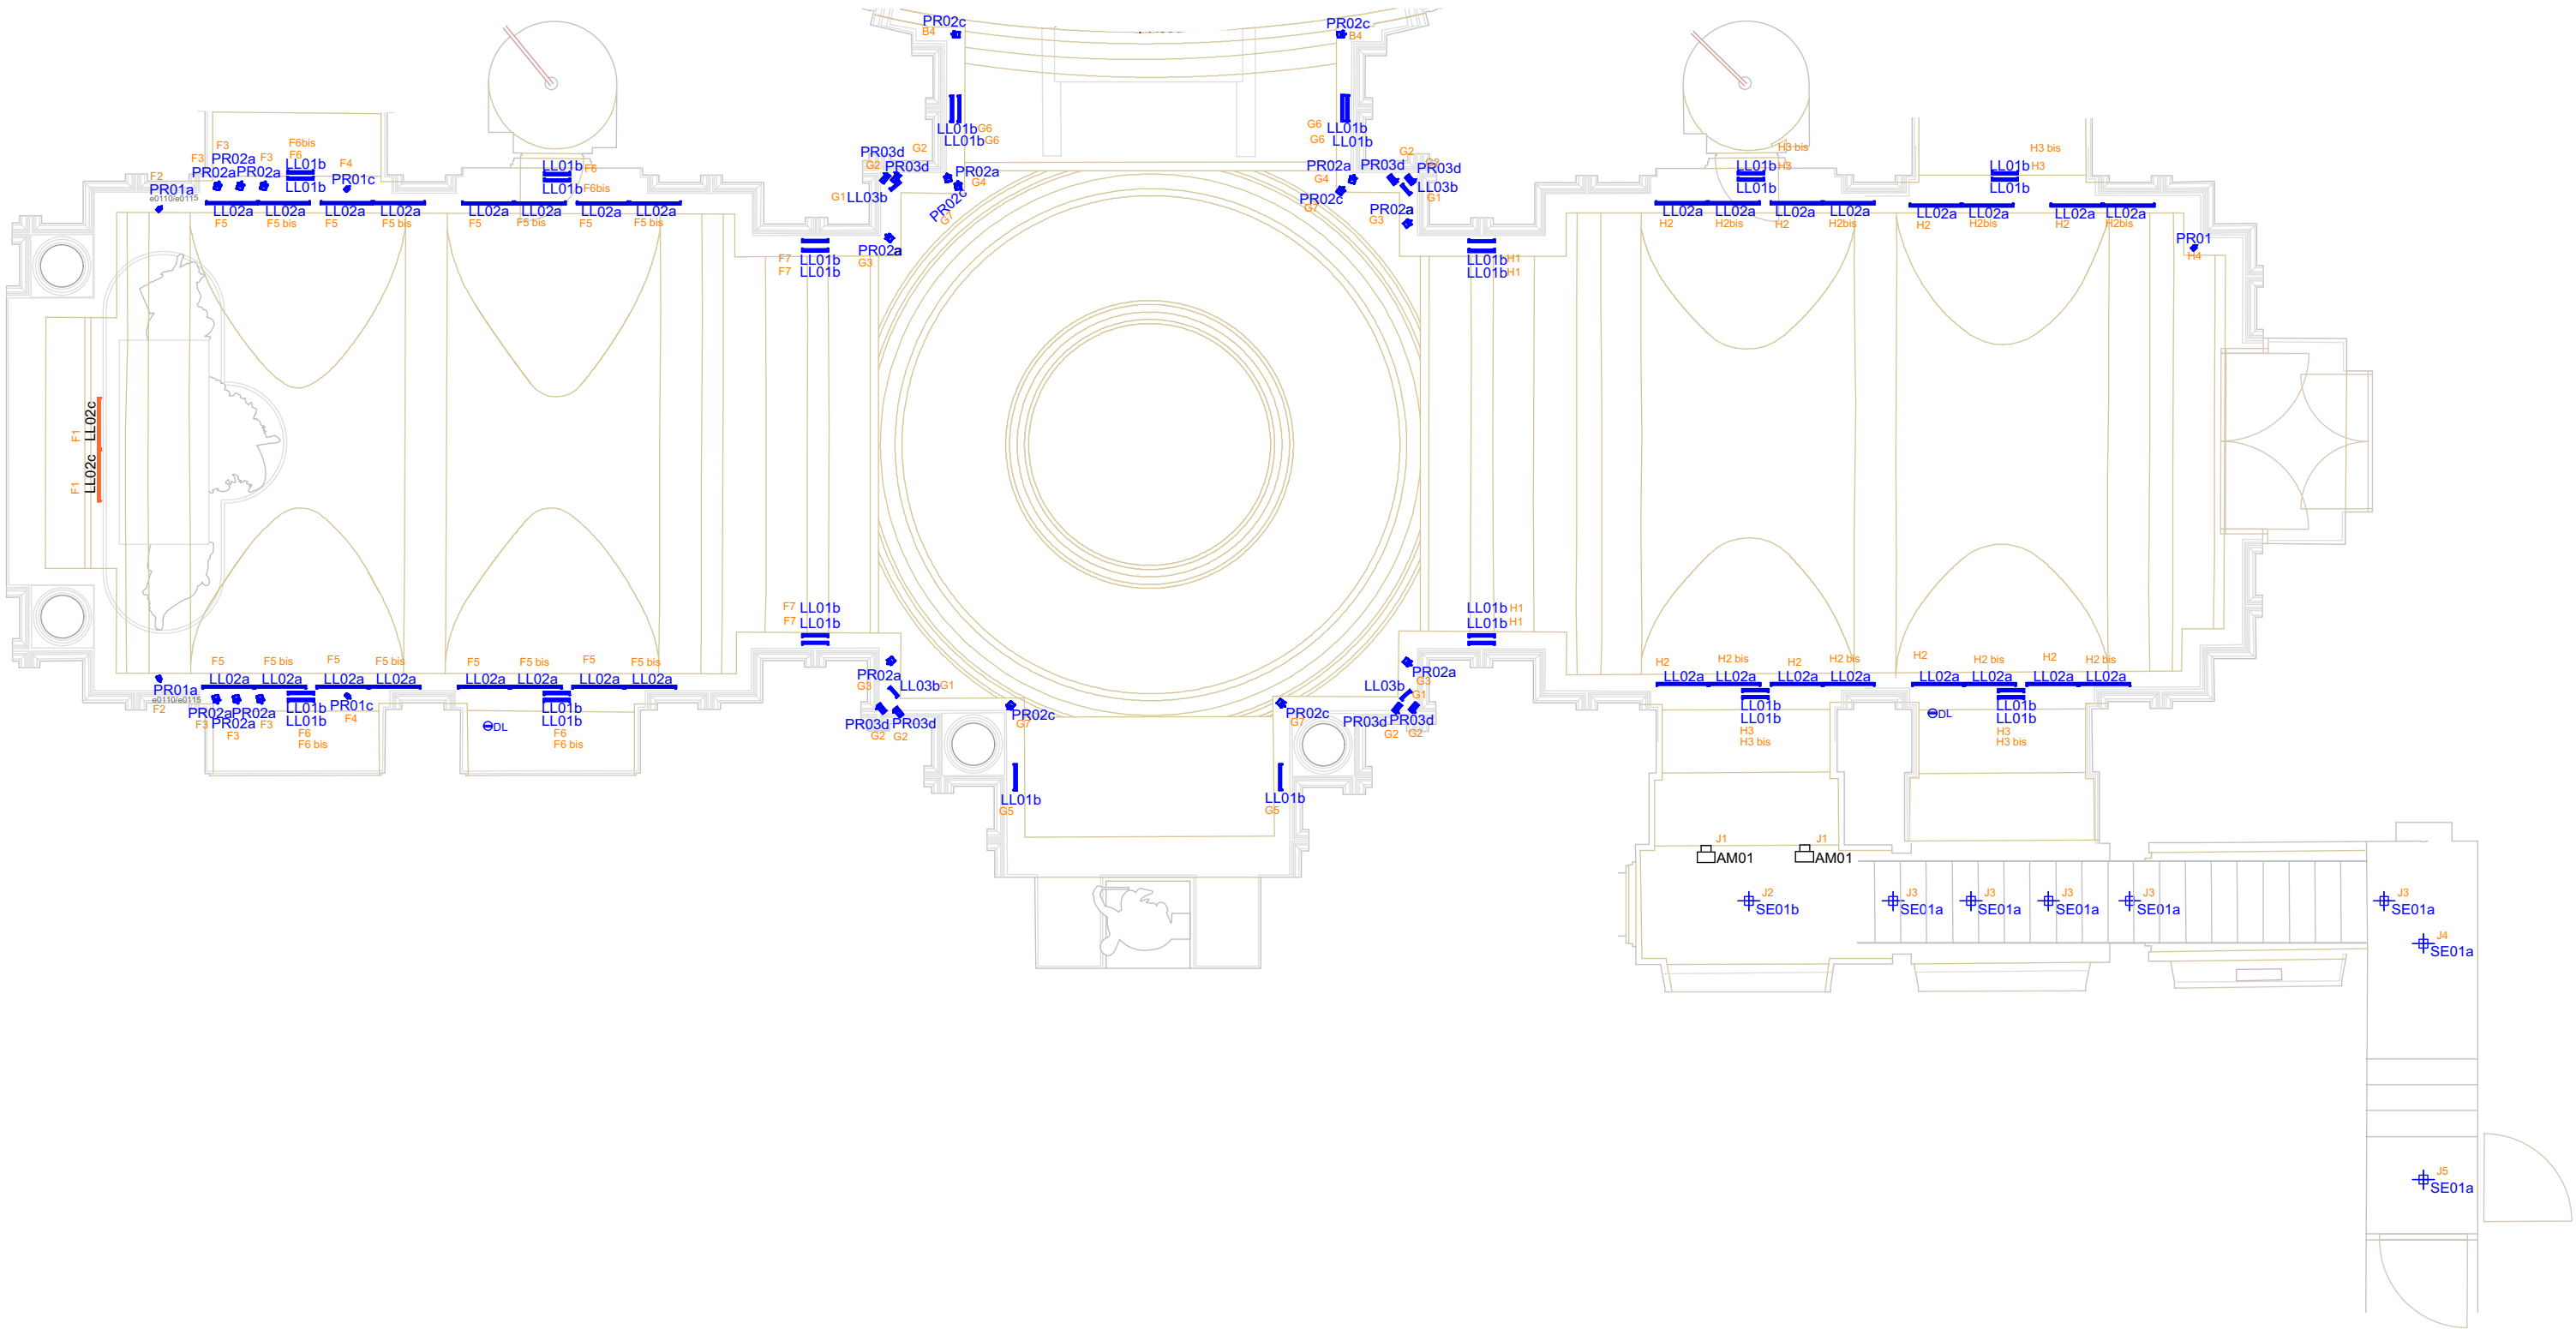 PR02c
B4
PR02c
B4
LL01b G6
LL01b G6
G6 LL01b
G6 LL01b
F3
F3 PR02a F3
PR02a PR02a
F6bis
F6
LL01b
LL01b
F4
PR01c
F2
PR01a
e0110/e0115
LL01b F6
LL01b F6bis
G2
PR03d
G2 PR03d
G1 LL03b
PR02a
G4
PR02c
G7
PR02a
G3
PR02a PR03d
G4
G2
G2
PR03d
LL03b
G1
PR02c
G7
PR02a
G3
H3 bis
LL01b H3
LL01b
H3 bis
LL01b H3
LL01b
LL02a LL02a LL02a LL02a LL02a LL02a LL02a LL02a
F5 F5bis F5 F5 bis F5 F5 bis F5 F5 bis
LL02a LL02a LL02a LL02a LL02a LL02a LL02a LL02a
H2 H2bis H2 H2bis H2 H2bis H2 H2bis
PR01
H4
F7 LL01b
F7 LL01b
LL01b H1
LL01b H1
F1 LL02c
F1 LL02c
F7 LL01b
F7 LL01b
LL01b H1
LL01b H1
F5 F5 bis F5 F5 bis F5 F5 bis F5 F5 bis
LL02a LL02a LL02a LL02a LL02a LL02a LL02a LL02a
H2 H2 bis H2 H2 bis H2 H2 bis H2 H2 bis
LL02a LL02a LL02a LL02a LL02a LL02a LL02a LL02a
PR01a
e0110/e0115
F2
PR02a PR02a
F3 PR02a F3
F3
LL01b
LL01b
F6
F6 bis
PR01c
F4
DL
LL01b
LL01b
F6
F6 bis
PR02a
G3
LL03b G1
PR03d PR03d
G2 G2
PR02c
G7
PR02c
G7
PR02a
G3
LL03b G1
PR03d PR03d
G2 G2
LL01b
LL01b
H3
H3 bis
DL
LL01b
LL01b
H3
H3 bis
LL01b
G5
LL01b
G5
J1 J1
AM01 AM01
J2 J3 J3 J3 J3 J3
SE01b SE01a SE01a SE01a SE01a SE01a
J4
SE01a
J5
SE01a